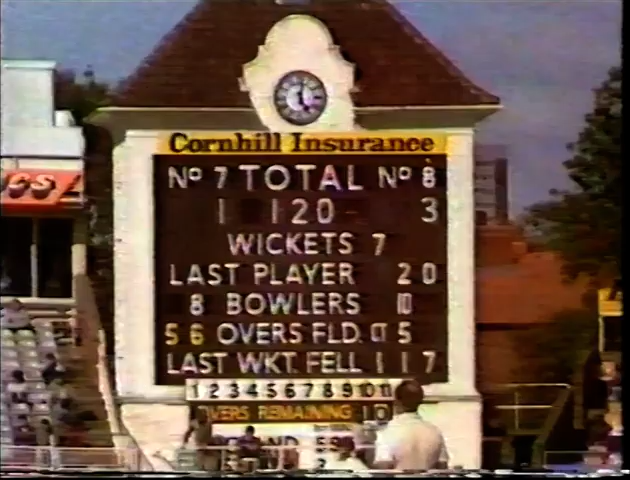 Cornhill Insurance
No 7 TOTAL No 8
1 120 3
WICKETS 7
LAST PLAYER 20
8 BOWLERS 10
56 OVERS FLD. CT 5
LAST WKT. FELL 117
1 2 3 4 5 6 7 8 9 10 11
OVERS REMAINING 10